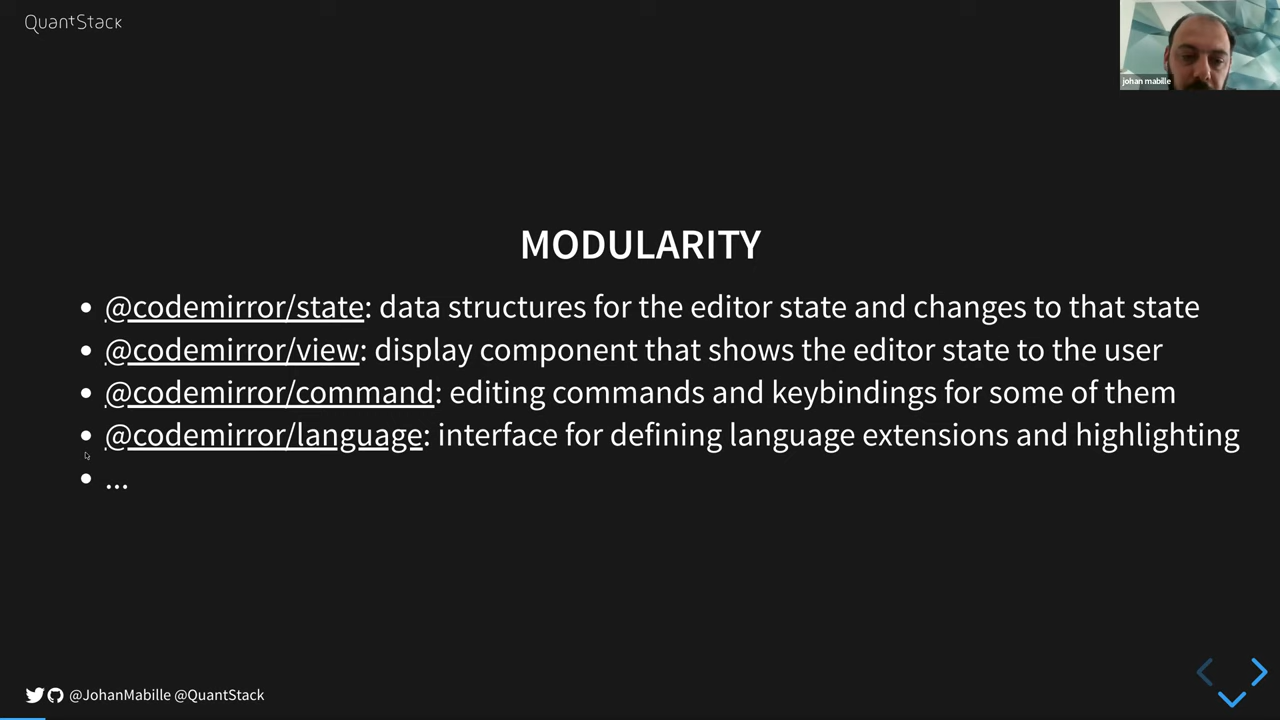 QuantStack
johan mabille
MODULARITY
• @codemirror/state: data structures for the editor state and changes to that state
• @codemirror/view: display component that shows the editor state to the user
• @codemirror/command: editing commands and keybindings for some of them
• @codemirror/language: interface for defining language extensions and highlighting
• ...
@JohanMabille @QuantStack